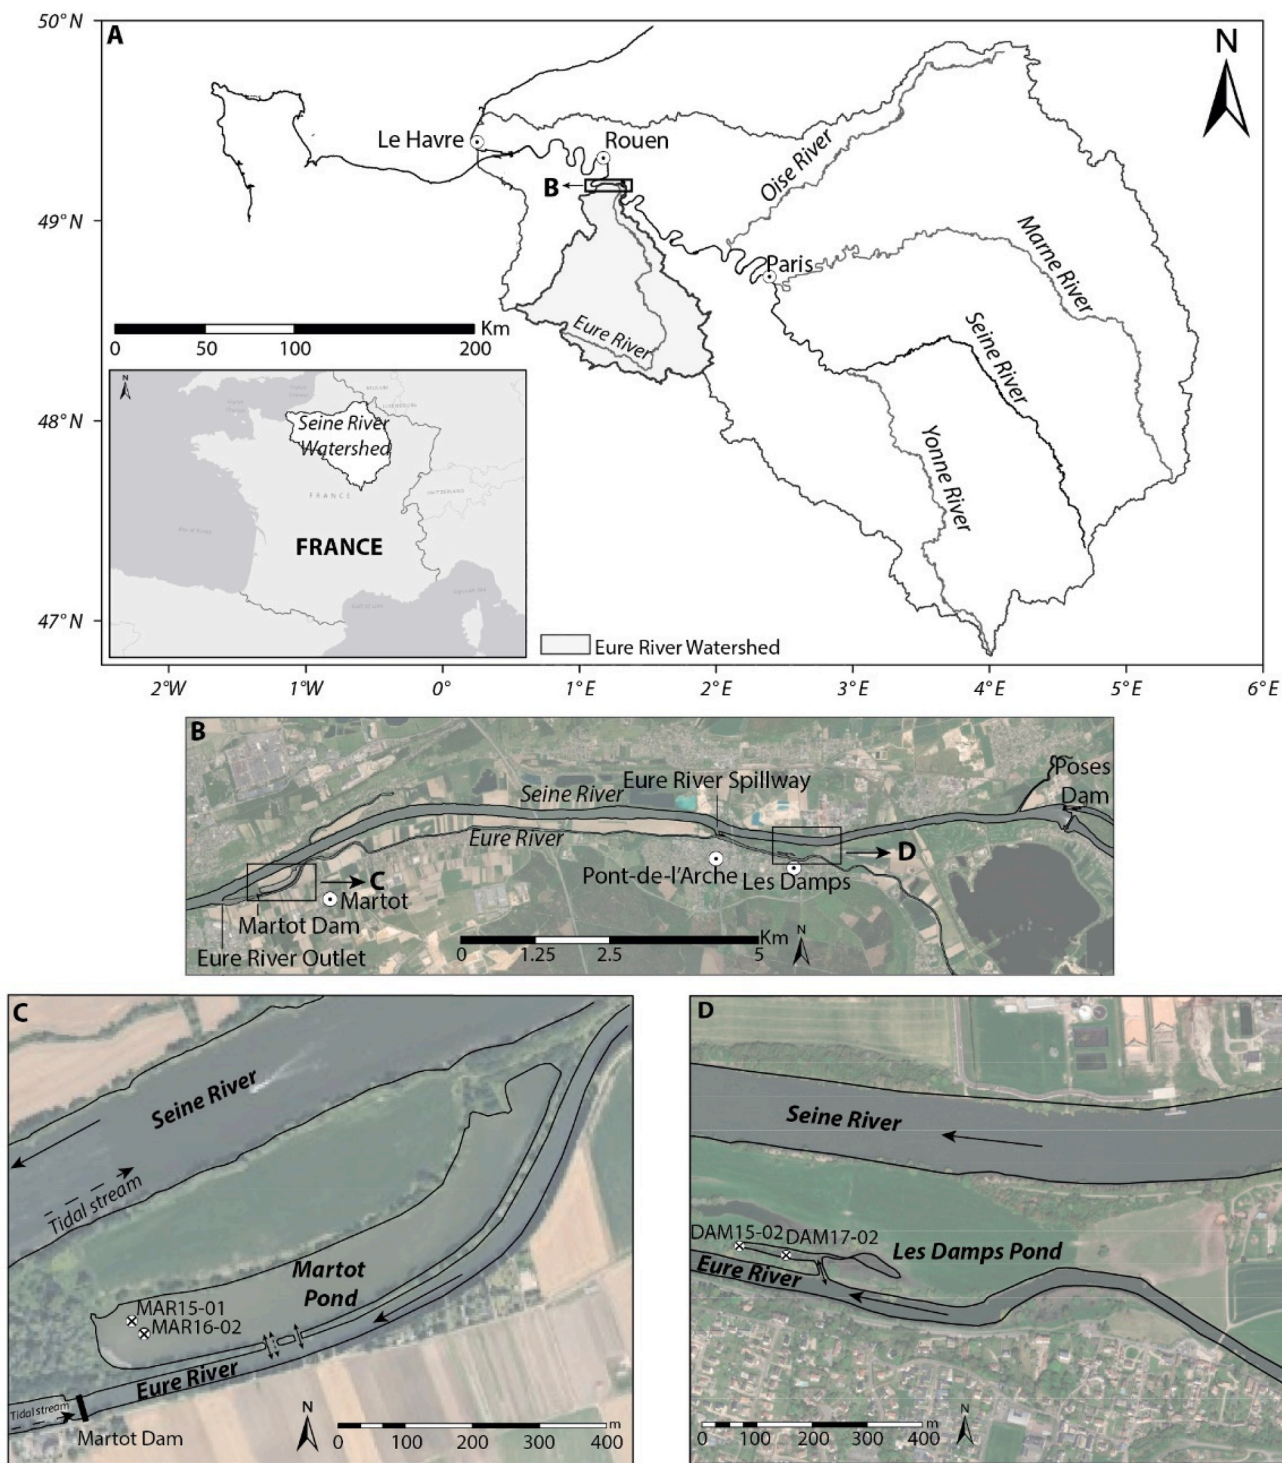 50° N
A
N
Le Havre
Rouen
Oise River
B
49° N
Marne River
Paris
Eure River
Seine River
Km
0 50 100 200
N
Seine River
Watershed
48° N
Yonne River
FRANCE
FRANCE
47° N
Eure River Watershed
2°W 1°W 0° 1°E 2°E 3°E 4°E 5°E 6°E
B
Poses
Dam
Eure River Spillway
Seine River
Eure River
D
Pont-de-l'Arche
Les Damps
C
Martot
Martot Dam
Eure River Outlet
Km
0 1.25 2.5 5
N
C
Seine River
Tidal stream
Martot
Pond
MAR15-01
MAR16-02
Eure River
Tidal stream
Martot Dam
N
m
0 100 200 300 400
D
Seine River
DAM15-02
DAM17-02
Les Damps Pond
Eure River
N
m
0 100 200 300 400